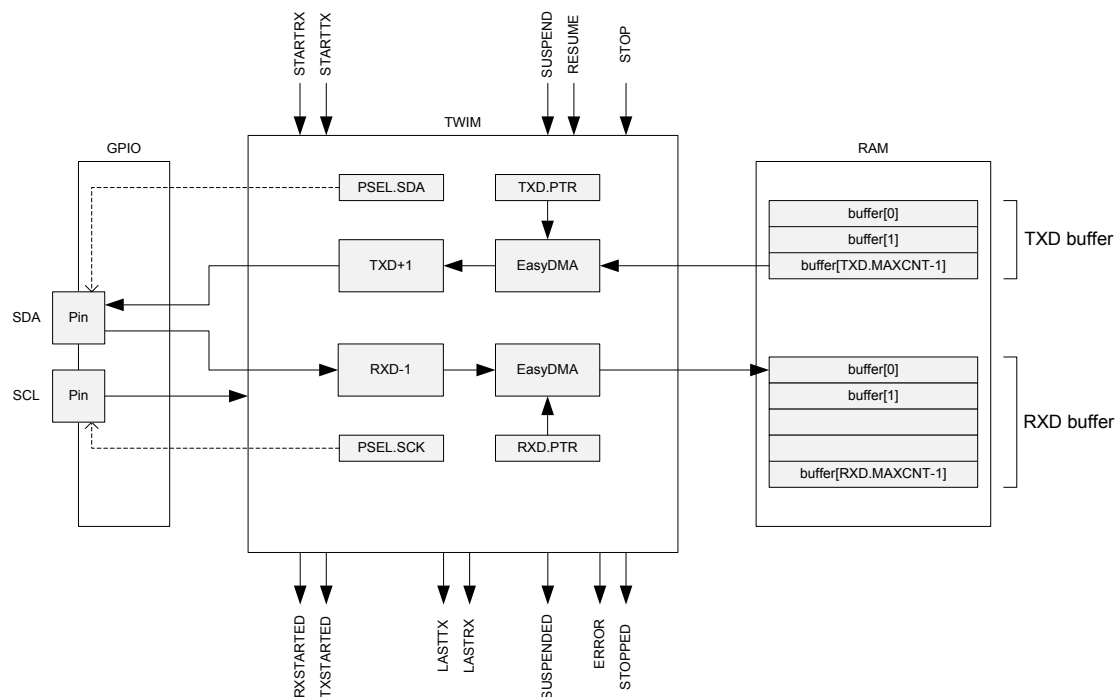 STARTRX
STARTTX
SUSPEND
RESUME
STOP
GPIO
TWIM
RAM
PSEL.SDA
TXD.PTR
buffer[0]
buffer[1]
buffer[TXD.MAXCNT-1]
TXD buffer
TXD+1
EasyDMA
SDA
Pin
RXD-1
EasyDMA
SCL
Pin
buffer[0]
buffer[1]
buffer[RXD.MAXCNT-1]
RXD buffer
PSEL.SCK
RXD.PTR
RXSTARTED
TXSTARTED
LASTTX
LASTRX
SUSPENDED
ERROR
STOPPED